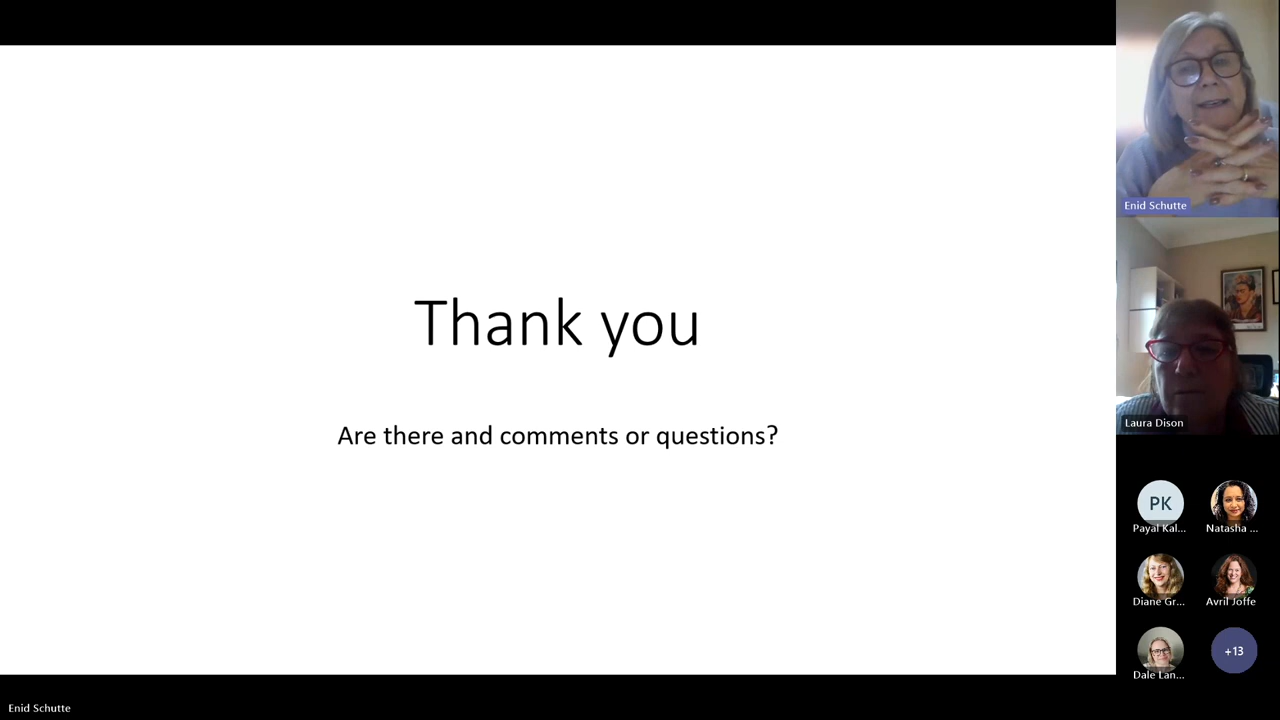 Thank you
Are there and comments or questions?
Enid Schutte
Laura Dison
PK
Payal Kal...
Natasha ...
Diane Gr...
Avril Joffe
Dale Lan...
+13
Enid Schutte